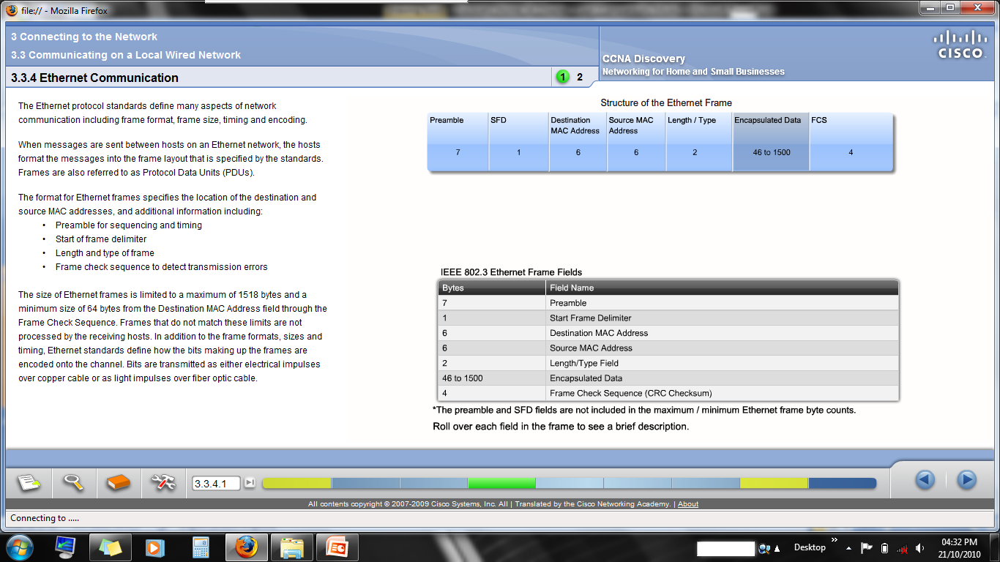 file:// - Mozilla Firefox
3 Connecting to the Network
3.3 Communicating on a Local Wired Network
CISCO
CCNA Discovery
Networking for Home and Small Businesses
3.3.4 Ethernet Communication
1 2
The Ethernet protocol standards define many aspects of network
communication including frame format, frame size, timing and encoding.
When messages are sent between hosts on an Ethernet network, the hosts
format the messages into the frame layout that is specified by the standards.
Frames are also referred to as Protocol Data Units (PDUs).
The format for Ethernet frames specifies the location of the destination and
source MAC addresses, and additional information including:
• Preamble for sequencing and timing
• Start of frame delimiter
• Length and type of frame
• Frame check sequence to detect transmission errors
The size of Ethernet frames is limited to a maximum of 1518 bytes and a
minimum size of 64 bytes from the Destination MAC Address field through the
Frame Check Sequence. Frames that do not match these limits are not
processed by the receiving hosts. In addition to the frame formats, sizes and
timing, Ethernet standards define how the bits making up the frames are
encoded onto the channel. Bits are transmitted as either electrical impulses
over copper cable or as light impulses over fiber optic cable.
Structure of the Ethernet Frame
Preamble SFD Destination Source MAC Length / Type Encapsulated Data FCS
MAC Address Address
7 1 6 6 2 46 to 1500 4
IEEE 802.3 Ethernet Frame Fields
Bytes Field Name
7 Preamble
1 Start Frame Delimiter
6 Destination MAC Address
6 Source MAC Address
2 Length/Type Field
46 to 1500 Encapsulated Data
4 Frame Check Sequence (CRC Checksum)
*The preamble and SFD fields are not included in the maximum / minimum Ethernet frame byte counts.
Roll over each field in the frame to see a brief description.
3.3.4.1
All contents copyright © 2007-2009 Cisco Systems, Inc. All | Translated by the Cisco Networking Academy. | About
Connecting to .....
Desktop »
04:32 PM
21/10/2010